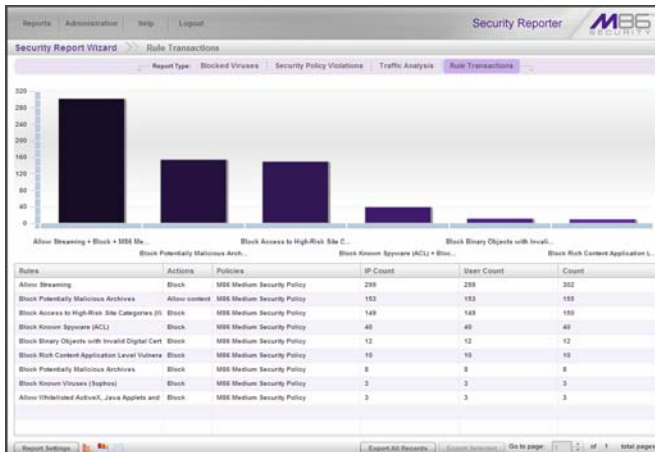 Reports Administration Help Logout
Security Reporter
M86
SECURITY
Security Report Wizard Rule Transactions
Report Type: Blocked Viruses Security Policy Violations Traffic Analysis Rule Transactions
320
280
240
200
160
120
80
40
0
Allow Streaming + Block + M86 Me...
Block Access to High-Risk Site C...
Block Binary Objects with Invali...
Block Potentially Malicious Arch...
Block Known Spyware (ACL) + Bloc...
Block Rich Content Application L...
Rules Actions Policies IP Count User Count Count
Allow Streaming Block M86 Medium Security Policy 299 299 302
Block Potentially Malicious Archives Allow content M86 Medium Security Policy 153 153 155
Block Access to High-Risk Site Categories (Vi Block M86 Medium Security Policy 149 149 150
Block Known Spyware (ACL) Block M86 Medium Security Policy 40 40 40
Block Binary Objects with Invalid Digital Cert Block M86 Medium Security Policy 12 12 12
Block Rich Content Application Level Vulnera Block M86 Medium Security Policy 10 10 10
Block Potentially Malicious Archives Block M86 Medium Security Policy 8 8 8
Block Known Viruses (Sophos) Block M86 Medium Security Policy 3 3 3
Allow Whitelisted ActiveX, Java Applets and Block M86 Medium Security Policy 3 3 3
Report Settings Export All Records Export Selected Go to page: 1 of 1 total pages